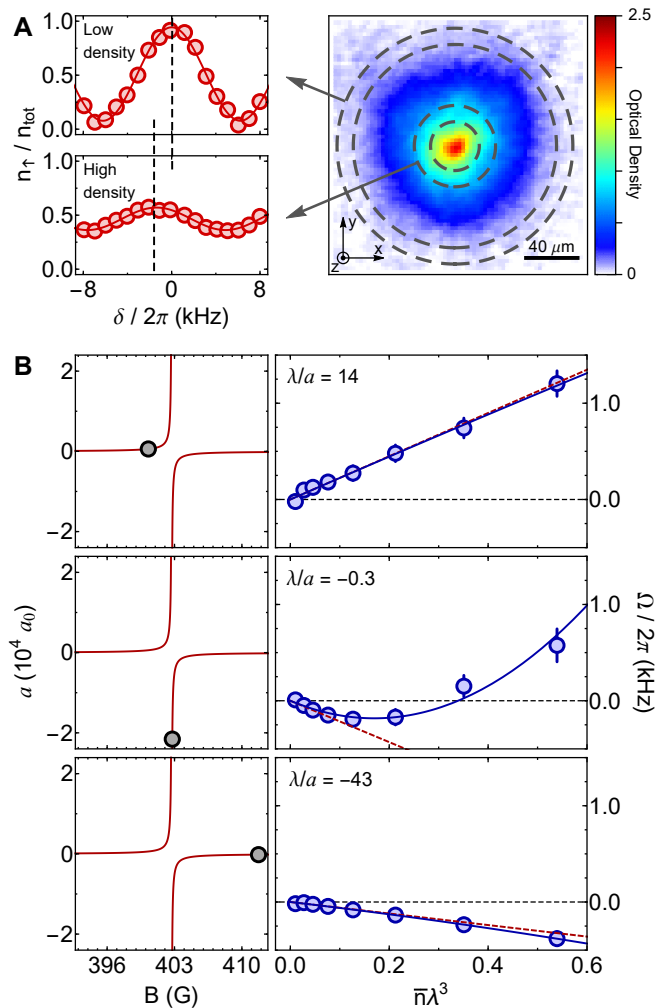 A
Low
density
1.0
0.5
0.0
High
density
1.0
0.5
0.0
n↑ / n_tot
−8
0
8
δ / 2π (kHz)
y
z
x
40 μm
2.5
0
Optical Density
B
2
0
−2
λ/a = 14
1.0
0.0
2
0
−2
λ/a = −0.3
1.0
0.0
2
0
−2
λ/a = −43
1.0
0.0
a (10⁴ a₀)
Ω / 2π (kHz)
396
403
410
B (G)
0.0
0.2
0.4
0.6
n̅λ³